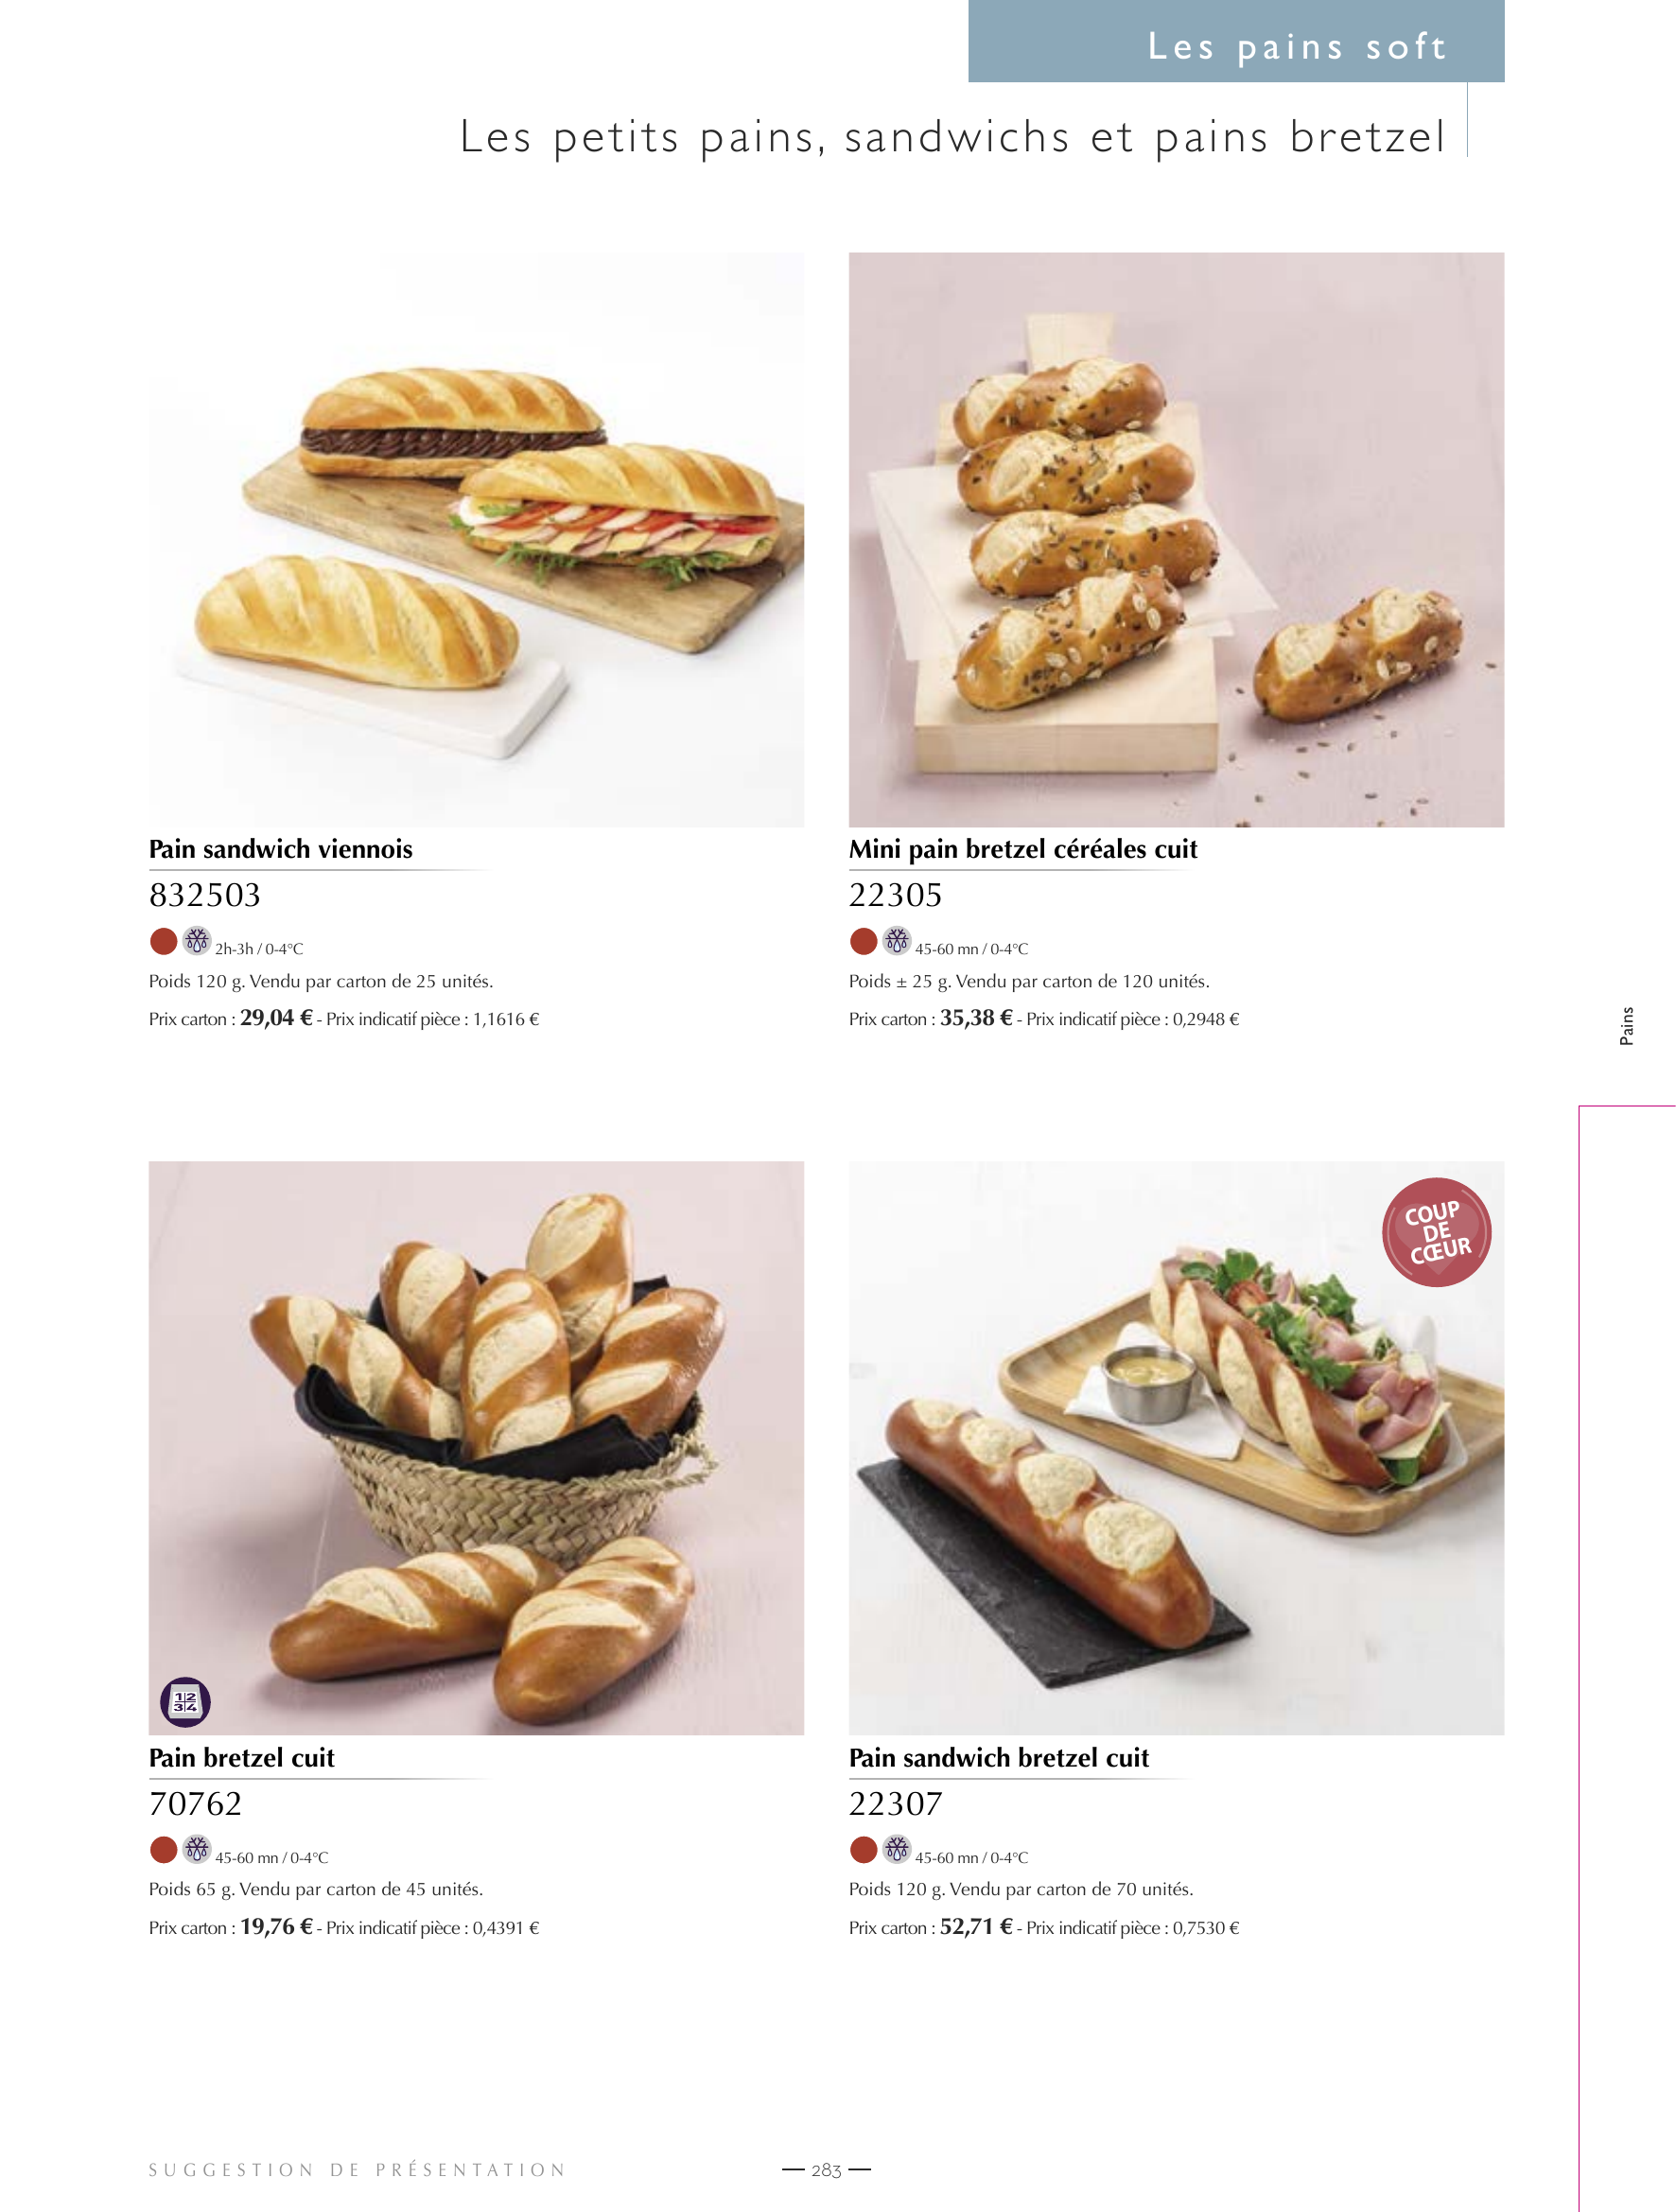 Les pains soft
Les petits pains, sandwichs et pains bretzel
Pain sandwich viennois
832503
2h-3h / 0-4°C
Poids 120 g. Vendu par carton de 25 unités.
Prix carton : 29,04 € - Prix indicatif pièce : 1,1616 €
Mini pain bretzel céréales cuit
22305
45-60 mn / 0-4°C
Poids ± 25 g. Vendu par carton de 120 unités.
Prix carton : 35,38 € - Prix indicatif pièce : 0,2948 €
Pains
1 2
3 4
Pain bretzel cuit
70762
45-60 mn / 0-4°C
Poids 65 g. Vendu par carton de 45 unités.
Prix carton : 19,76 € - Prix indicatif pièce : 0,4391 €
COUP
DE
CŒUR
Pain sandwich bretzel cuit
22307
45-60 mn / 0-4°C
Poids 120 g. Vendu par carton de 70 unités.
Prix carton : 52,71 € - Prix indicatif pièce : 0,7530 €
SUGGESTION DE PRÉSENTATION
— 283 —